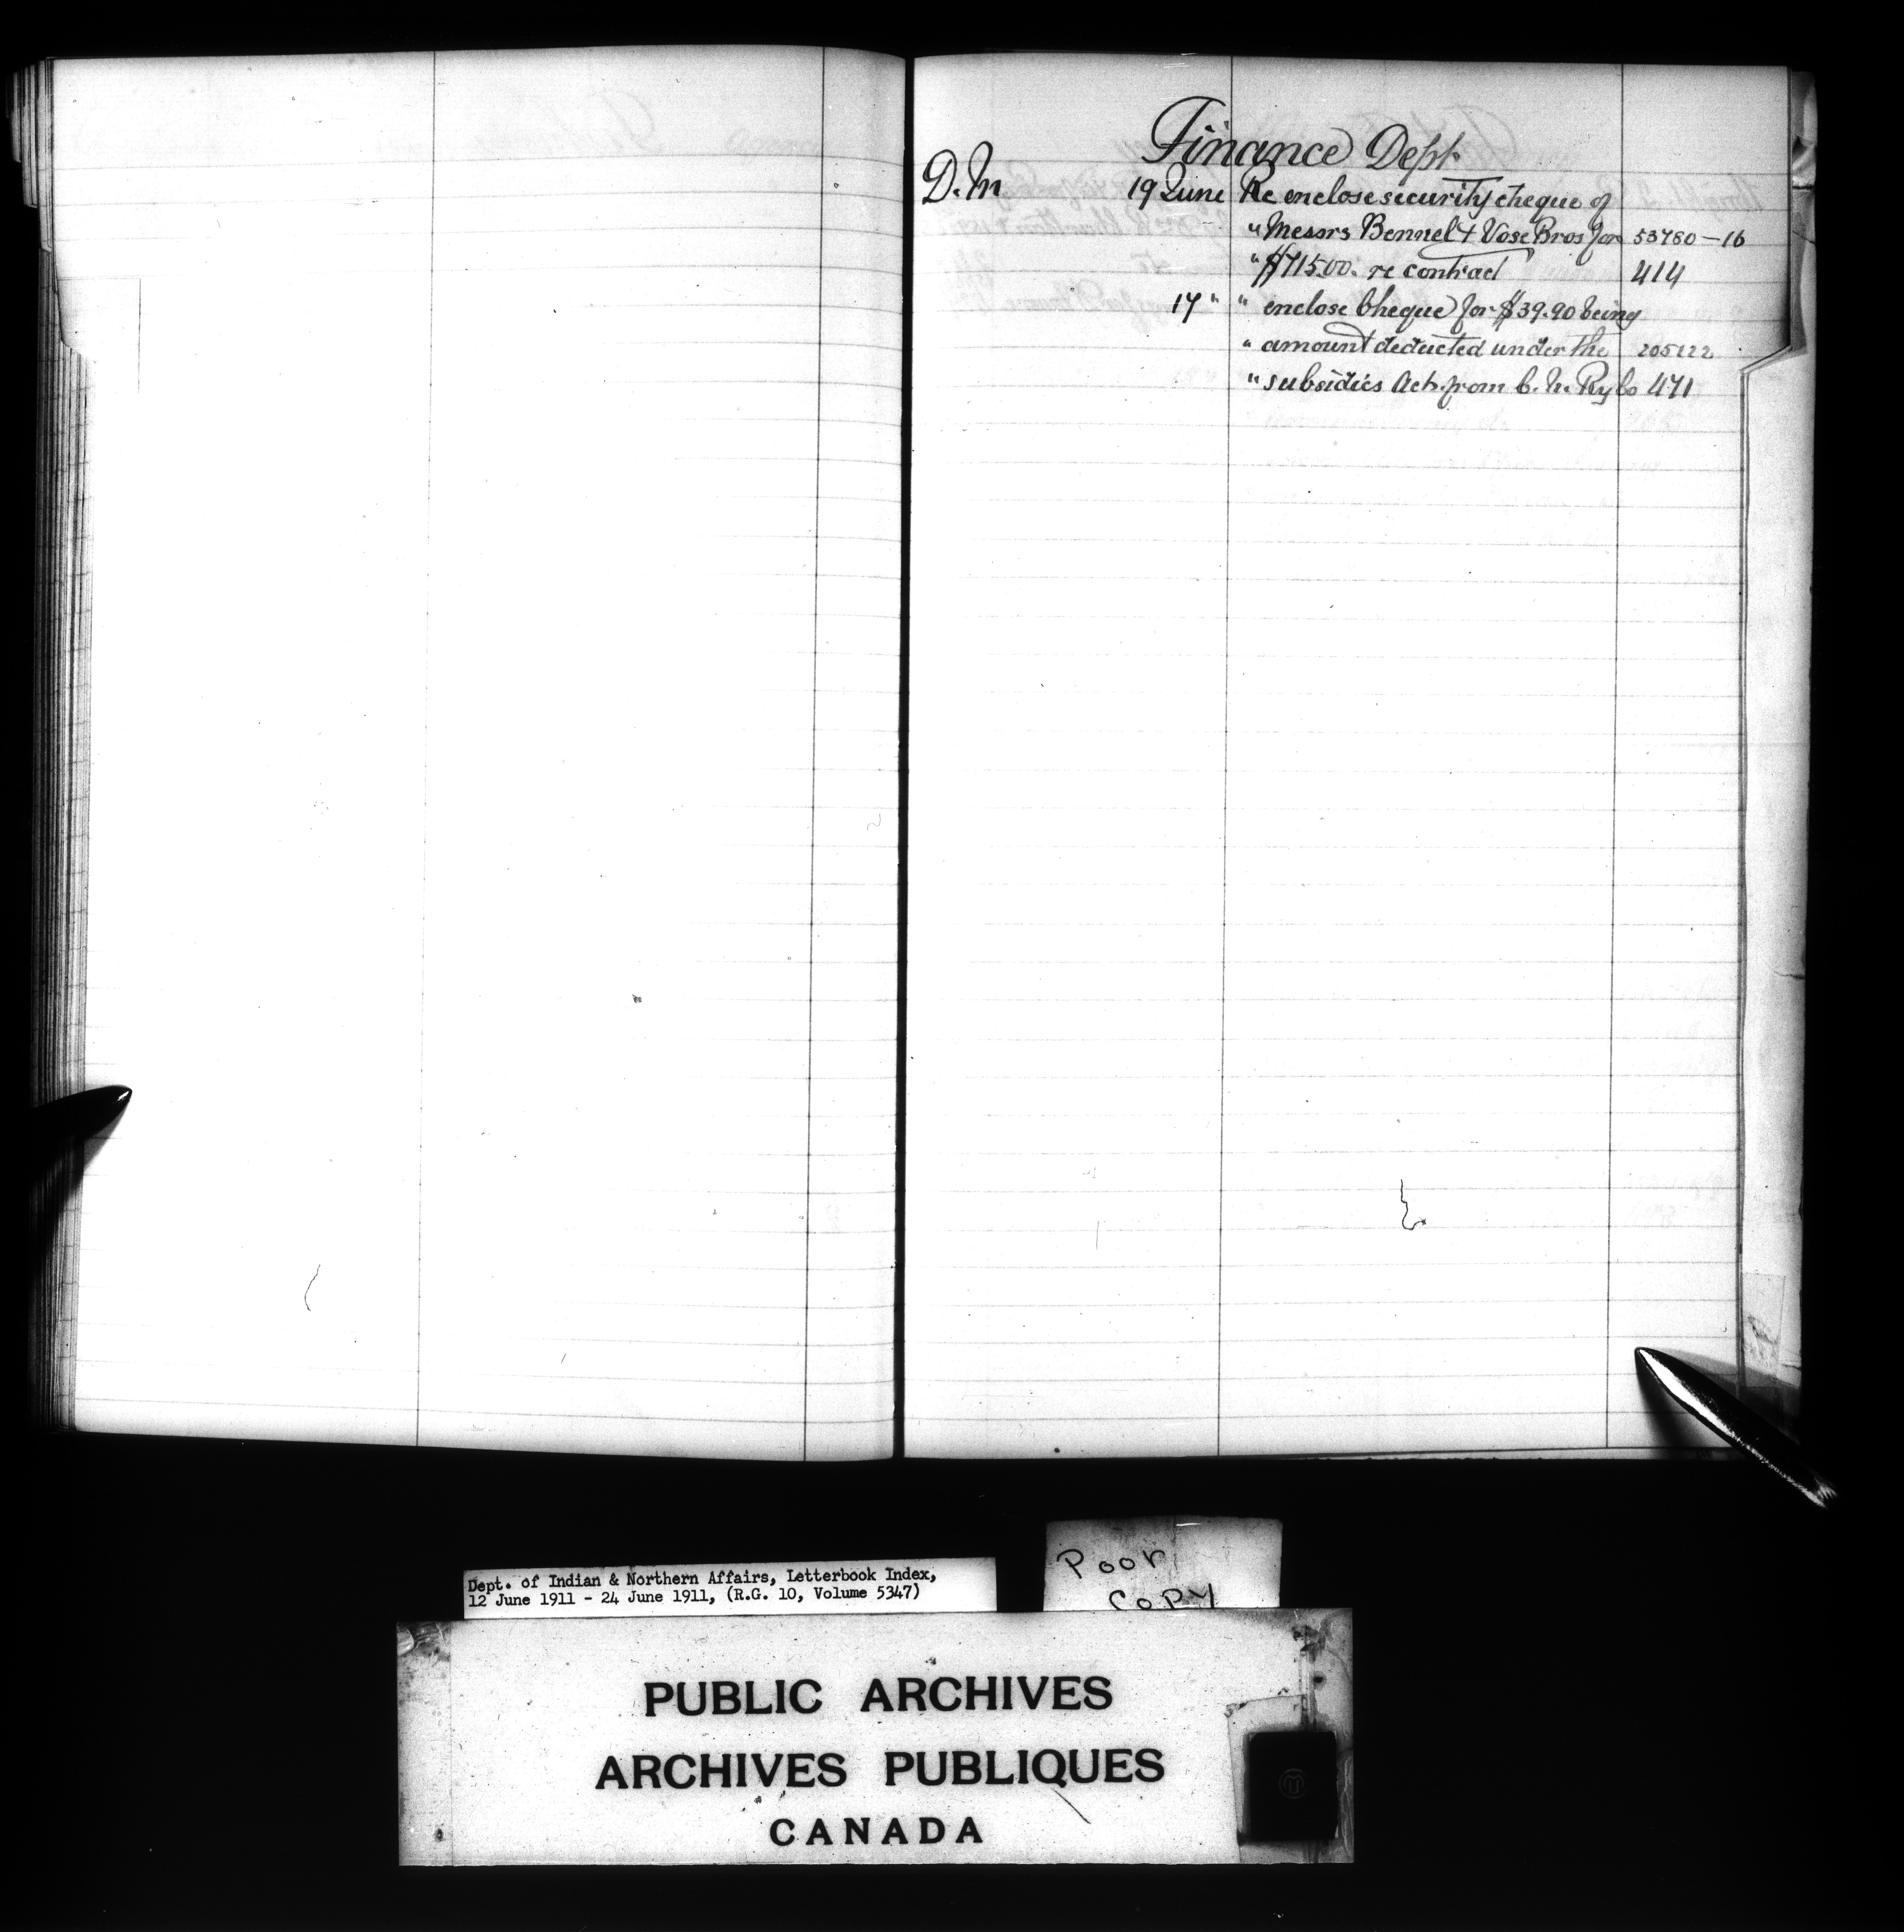 Finance Dept.
D. M 19 June Re enclose security cheque of
" Messrs Bennel & Vose Bros for 53760-16
" $715.00. re contract 414
17 " " enclose Cheque for $39.90 being
" amount deducted under the 205122
" subsidies Act. from C. N. Ry Co 471
Dept. of Indian & Northern Affairs, Letterbook Index,
12 June 1911 - 24 June 1911, (R.G. 10, Volume 5347)
Poor
Copy
PUBLIC ARCHIVES
ARCHIVES PUBLIQUES
CANADA